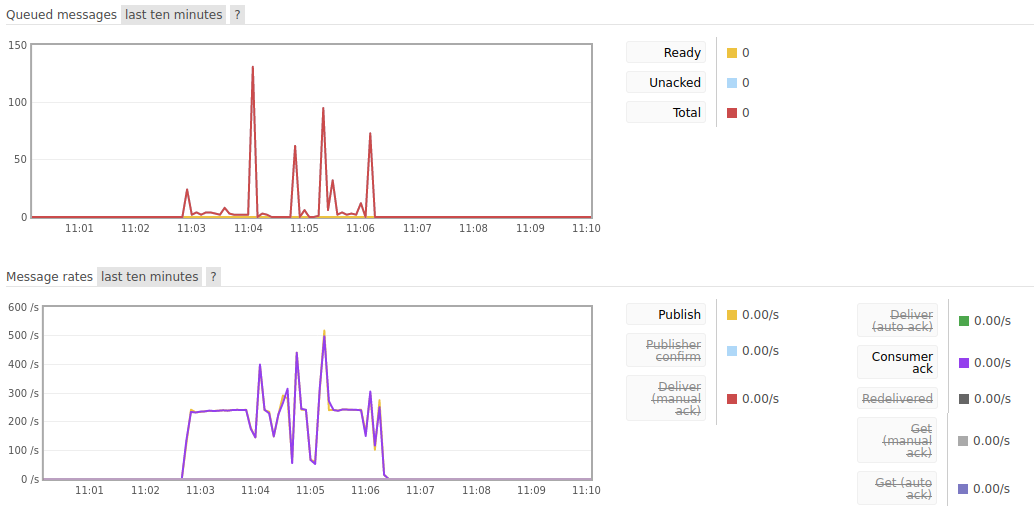 Queued messages last ten minutes ?
150
100
50
0
11:01 11:02 11:03 11:04 11:05 11:06 11:07 11:08 11:09 11:10
Ready 0
Unacked 0
Total 0
Message rates last ten minutes ?
600 /s
500 /s
400 /s
300 /s
200 /s
100 /s
0 /s
11:01 11:02 11:03 11:04 11:05 11:06 11:07 11:08 11:09 11:10
Publish 0.00/s
Publisher
confirm 0.00/s
Deliver
(manual
ack) 0.00/s
Deliver
(auto ack) 0.00/s
Consumer
ack 0.00/s
Redelivered 0.00/s
Get
(manual
ack) 0.00/s
Get (auto
ack) 0.00/s